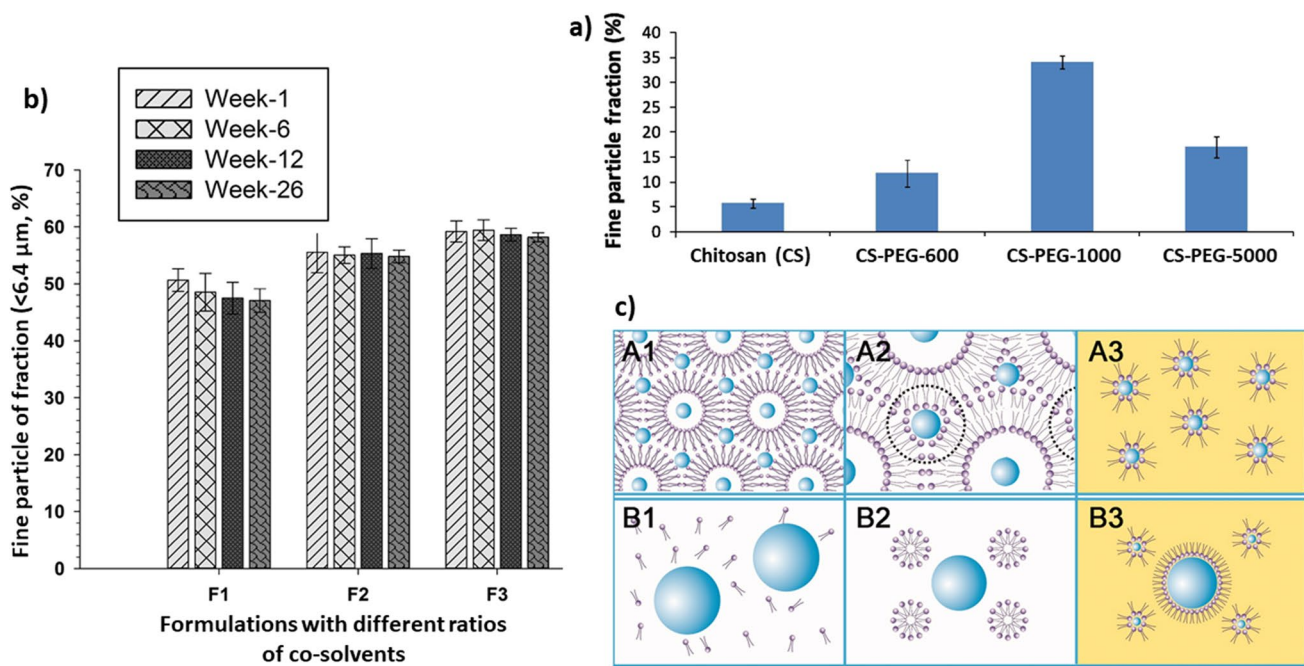 a)
Fine particle fraction (%)
40
35
30
25
20
15
10
5
0
Chitosan (CS)
CS-PEG-600
CS-PEG-1000
CS-PEG-5000
b)
Week-1
Week-6
Week-12
Week-26
Fine particle of fraction (<6.4 μm, %)
70
60
50
40
30
20
10
0
F1
F2
F3
Formulations with different ratios
of co-solvents
c)
A1
A2
A3
B1
B2
B3